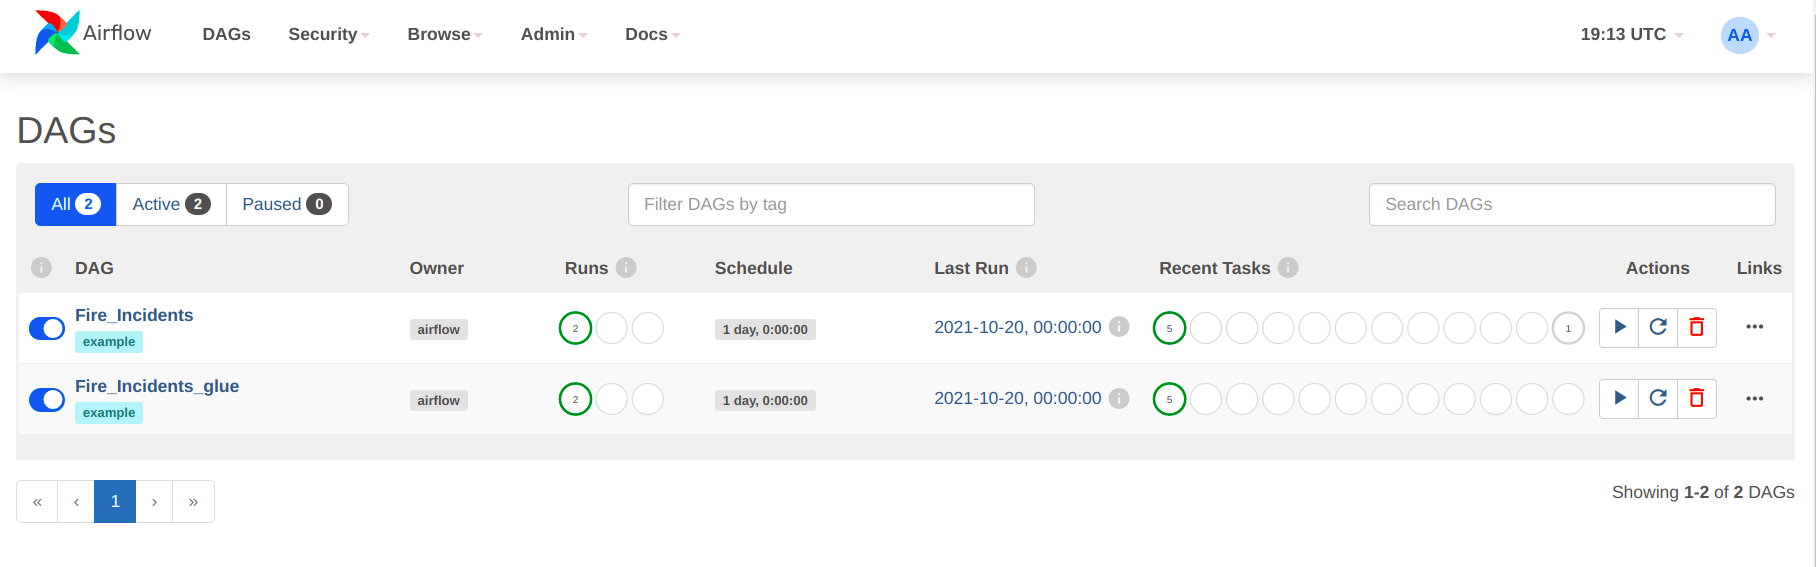 Airflow DAGs Security Browse Admin Docs 19:13 UTC AA
DAGs
All 2 Active 2 Paused 0 Filter DAGs by tag Search DAGs
i DAG Owner Runs i Schedule Last Run i Recent Tasks i Actions Links
Fire_Incidents
example airflow 2 1 day, 0:00:00 2021-10-20, 00:00:00 i 5 1
Fire_Incidents_glue
example airflow 2 1 day, 0:00:00 2021-10-20, 00:00:00 i 5
« ‹ 1 › » Showing 1-2 of 2 DAGs